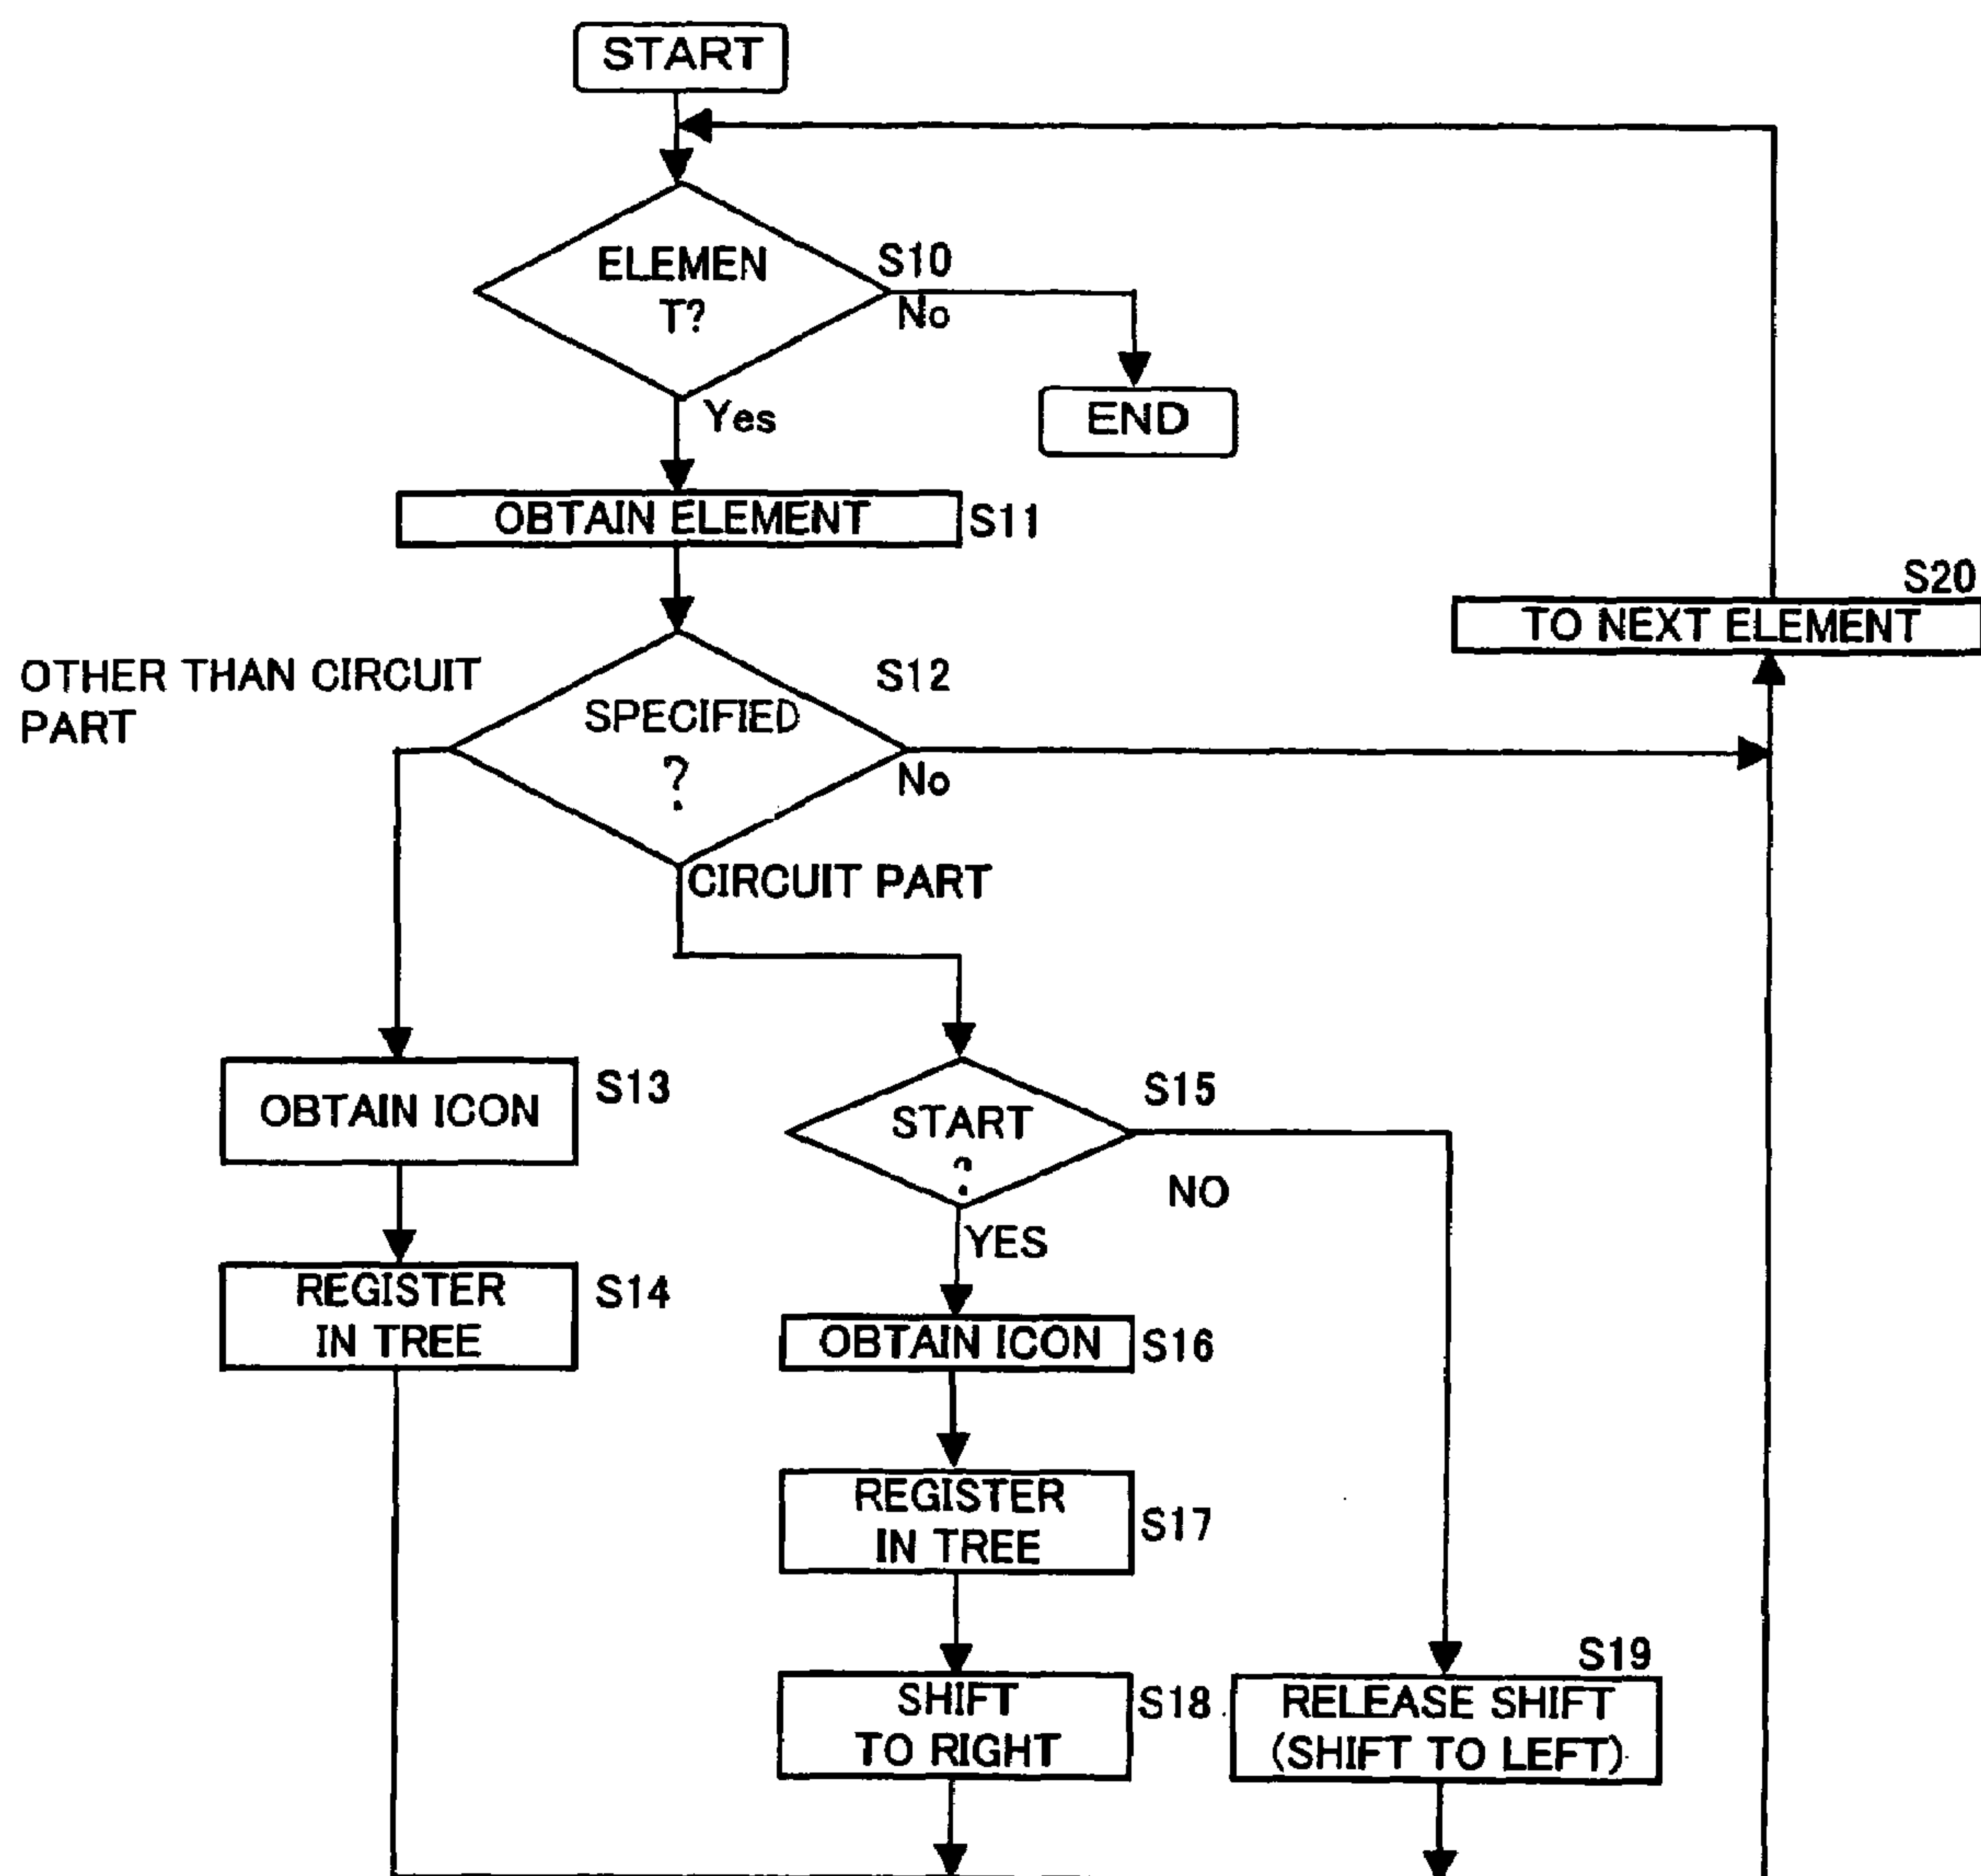 START
ELEMEN
T?
S10
No
END
Yes
OBTAIN ELEMENT
S11
S20
TO NEXT ELEMENT
OTHER THAN CIRCUIT
PART
S12
SPECIFIED
?
No
CIRCUIT PART
OBTAIN ICON
S13
START
?
S15
NO
YES
REGISTER
IN TREE
S14
OBTAIN ICON
S16
REGISTER
IN TREE
S17
SHIFT
TO RIGHT
S18
S19
RELEASE SHIFT
(SHIFT TO LEFT)